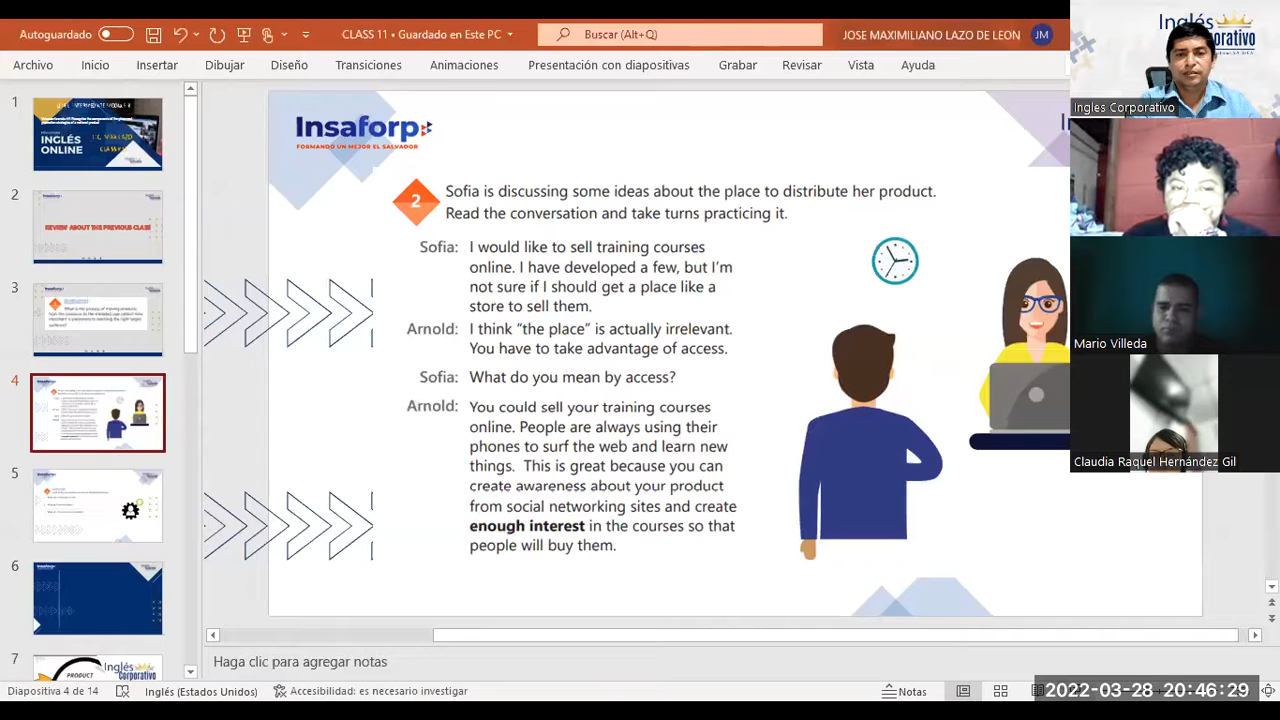 Autoguardado
CLASS 11 • Guardado en Este PC
Buscar (Alt+Q)
JOSE MAXIMILIANO LAZO DE LEON
JM
Archivo Inicio Insertar Dibujar Diseño Transiciones Animaciones Presentación con diapositivas Grabar Revisar Vista Ayuda
1
INGLÉS
ONLINE
2
REVIEW ABOUT THE PREVIOUS CLASS
3
4
5
6
7
PRODUCT
Inglés
Corporativo
Insaforp
FORMANDO UN MEJOR EL SALVADOR
2
Sofia is discussing some ideas about the place to distribute her product.
Read the conversation and take turns practicing it.
Sofia: I would like to sell training courses
online. I have developed a few, but I'm
not sure if I should get a place like a
store to sell them.
Arnold: I think "the place" is actually irrelevant.
You have to take advantage of access.
Sofia: What do you mean by access?
Arnold: You could sell your training courses
online. People are always using their
phones to surf the web and learn new
things. This is great because you can
create awareness about your product
from social networking sites and create
enough interest in the courses so that
people will buy them.
Inglés
Ingles Corporativo
Mario Villeda
Claudia Raquel Hernández Gil
Haga clic para agregar notas
Diapositiva 4 de 14
Inglés (Estados Unidos)
Accesibilidad: es necesario investigar
Notas
2022-03-28 20:46:29